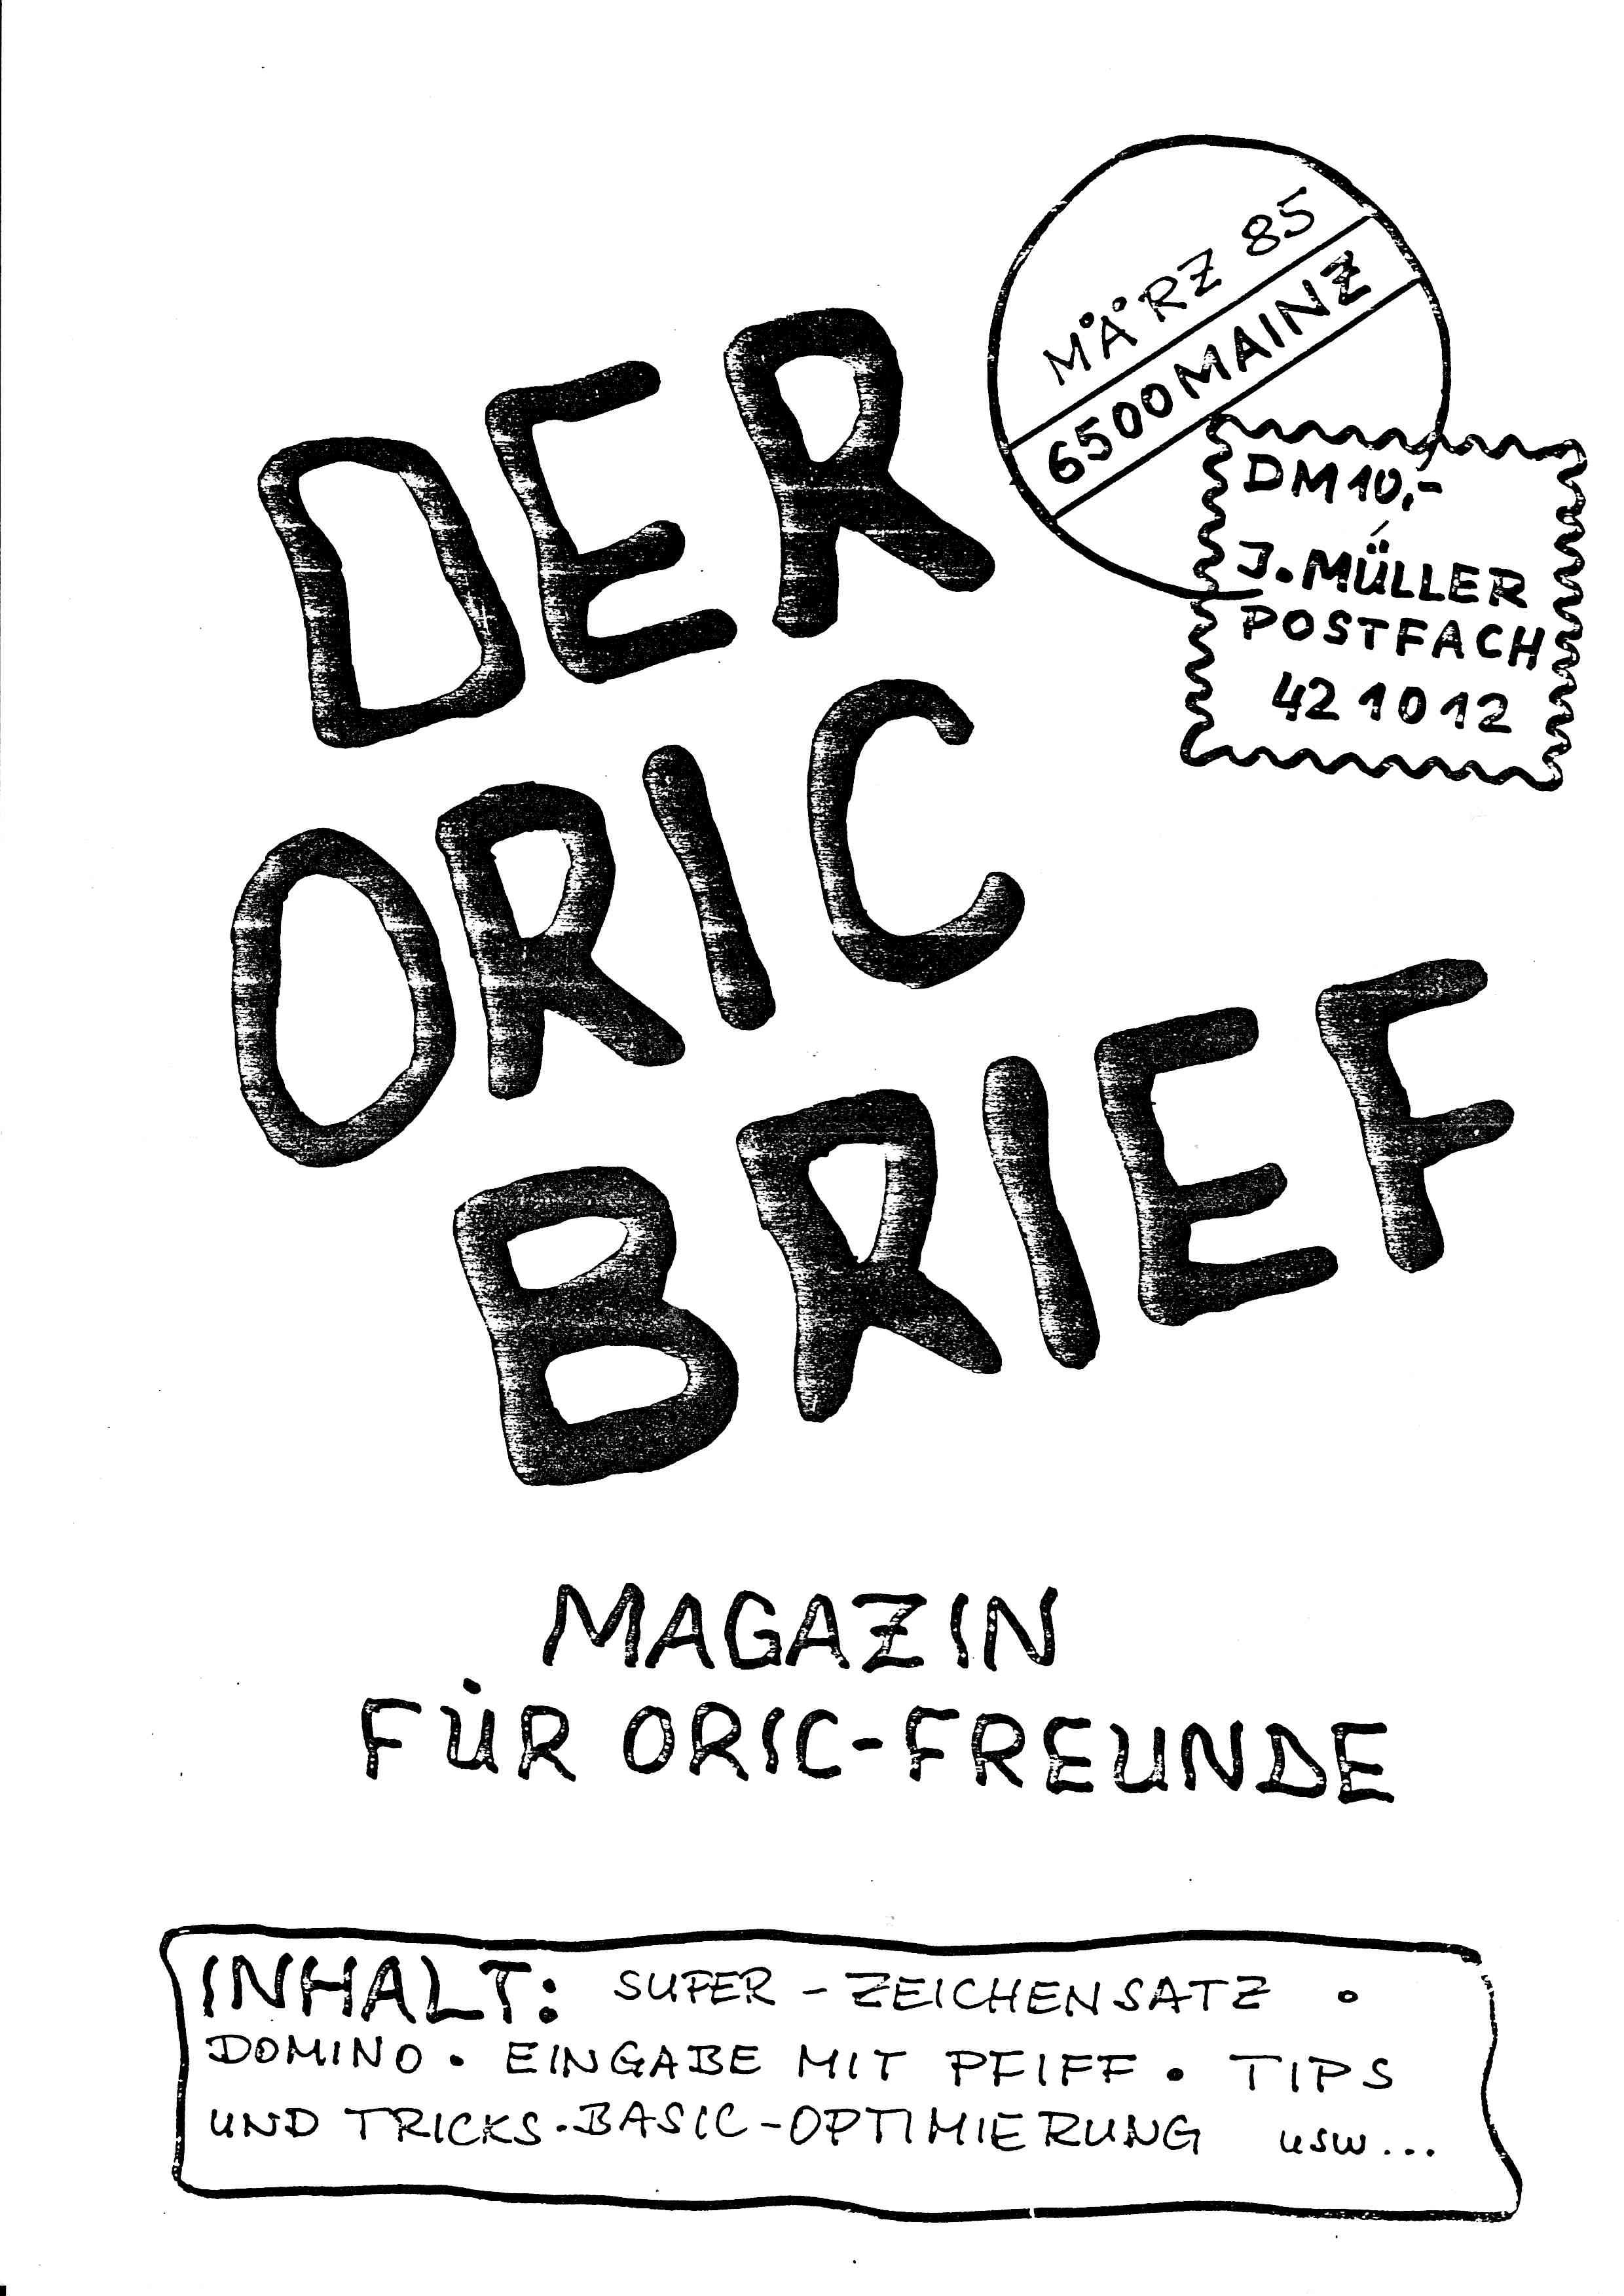 MÄRZ 85
6500 MAINZ
DM 10,-
J. MÜLLER
POSTFACH
42 10 12
DER
ORIC
BRIEF
MAGAZIN
FÜR ORIC-FREUNDE
INHALT: SUPER - ZEICHENSATZ •
DOMINO • EINGABE MIT PFIFF • TIPS
UND TRICKS • BASIC-OPTIMIERUNG usw...